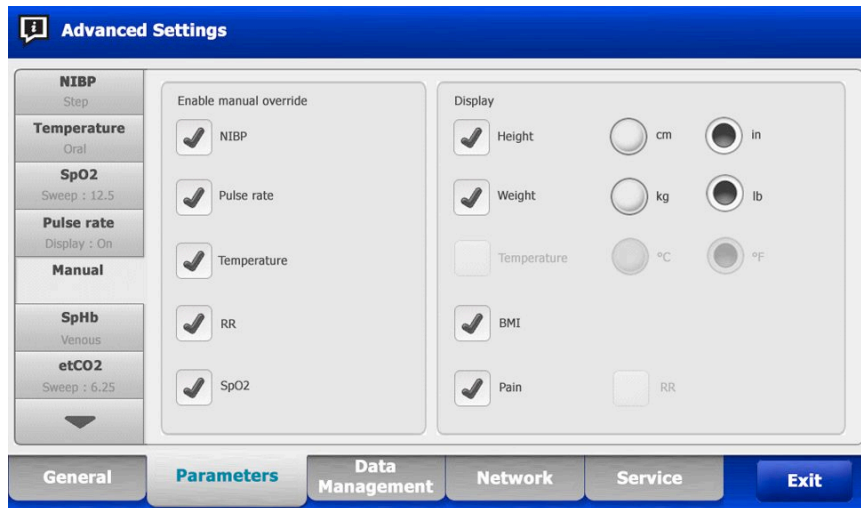 Advanced Settings
NIBP
Step
Temperature
Oral
SpO2
Sweep : 12.5
Pulse rate
Display : On
Manual
SpHb
Venous
etCO2
Sweep : 6.25
Enable manual override
NIBP
Pulse rate
Temperature
RR
SpO2
Display
Height cm in
Weight kg lb
Temperature °C °F
BMI
Pain RR
General Parameters Data Management Network Service Exit